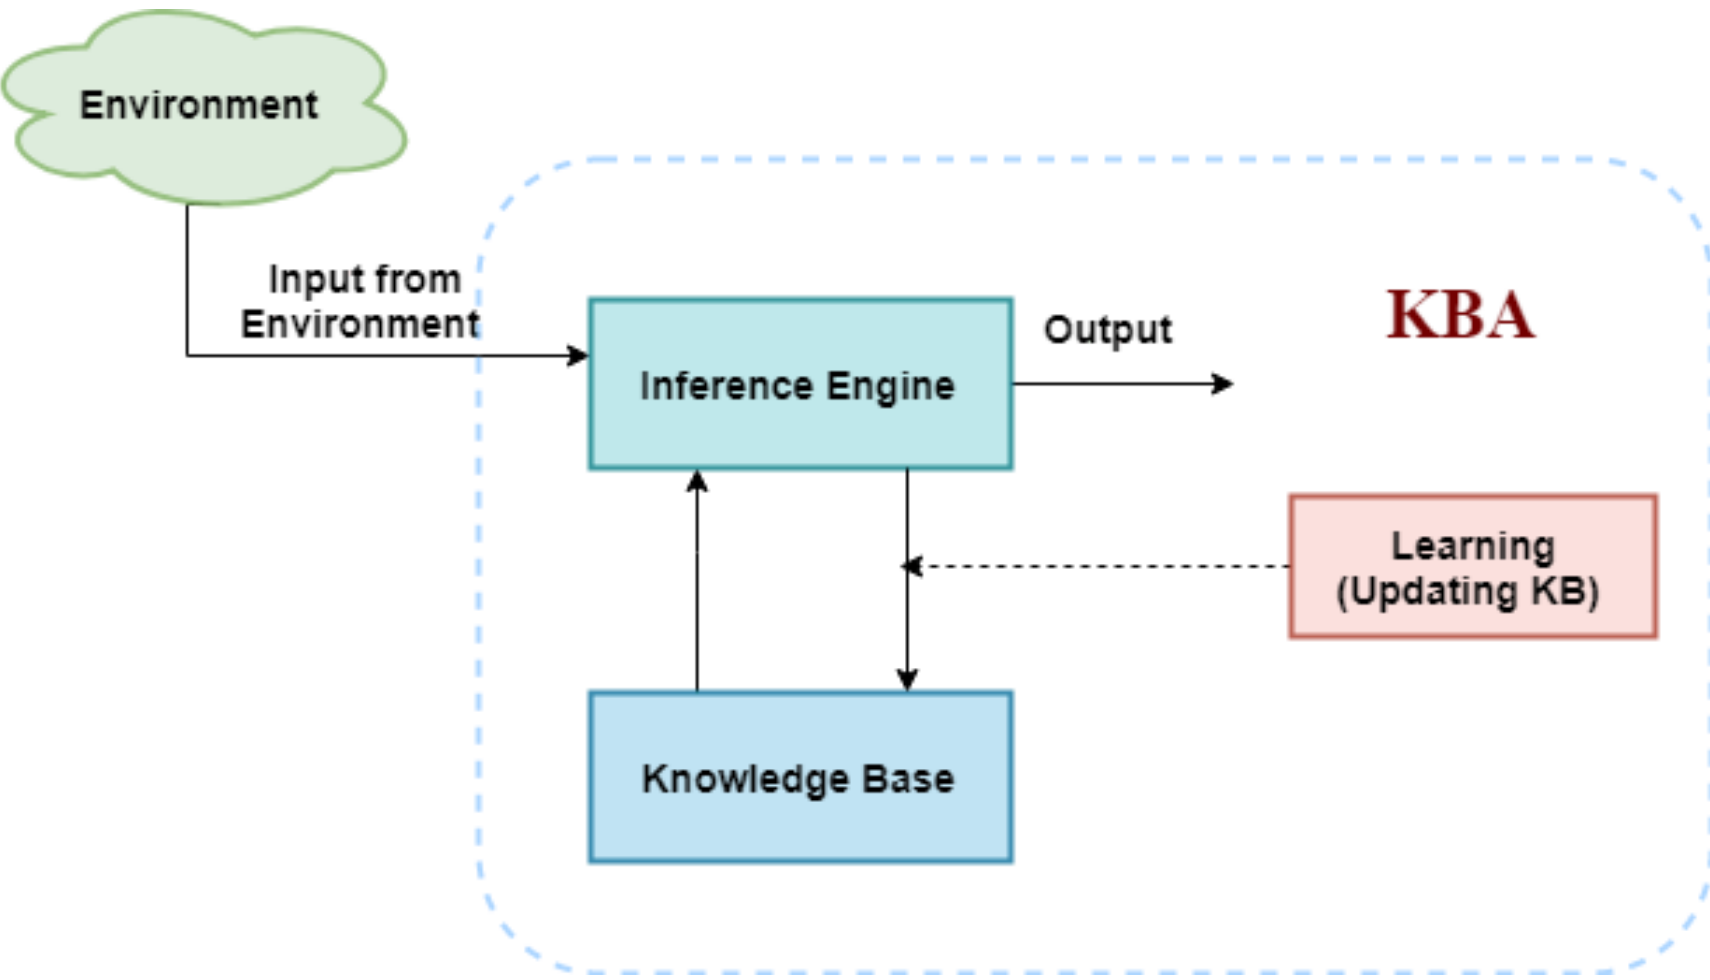 Environment
Input from
Environment
Inference Engine
Output
KBA
Learning
(Updating KB)
Knowledge Base